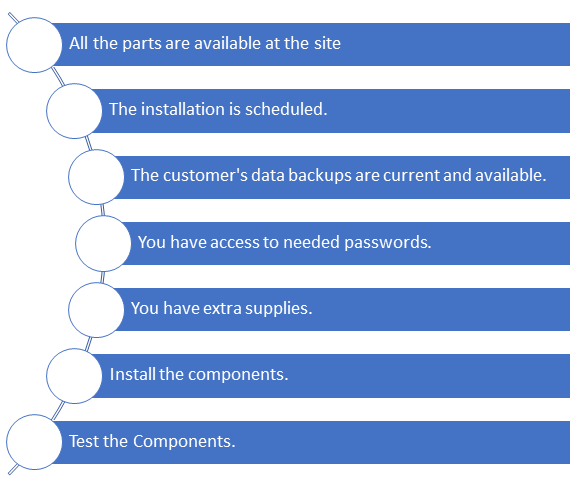 All the parts are available at the site
The installation is scheduled.
The customer's data backups are current and available.
You have access to needed passwords.
You have extra supplies.
Install the components.
Test the Components.